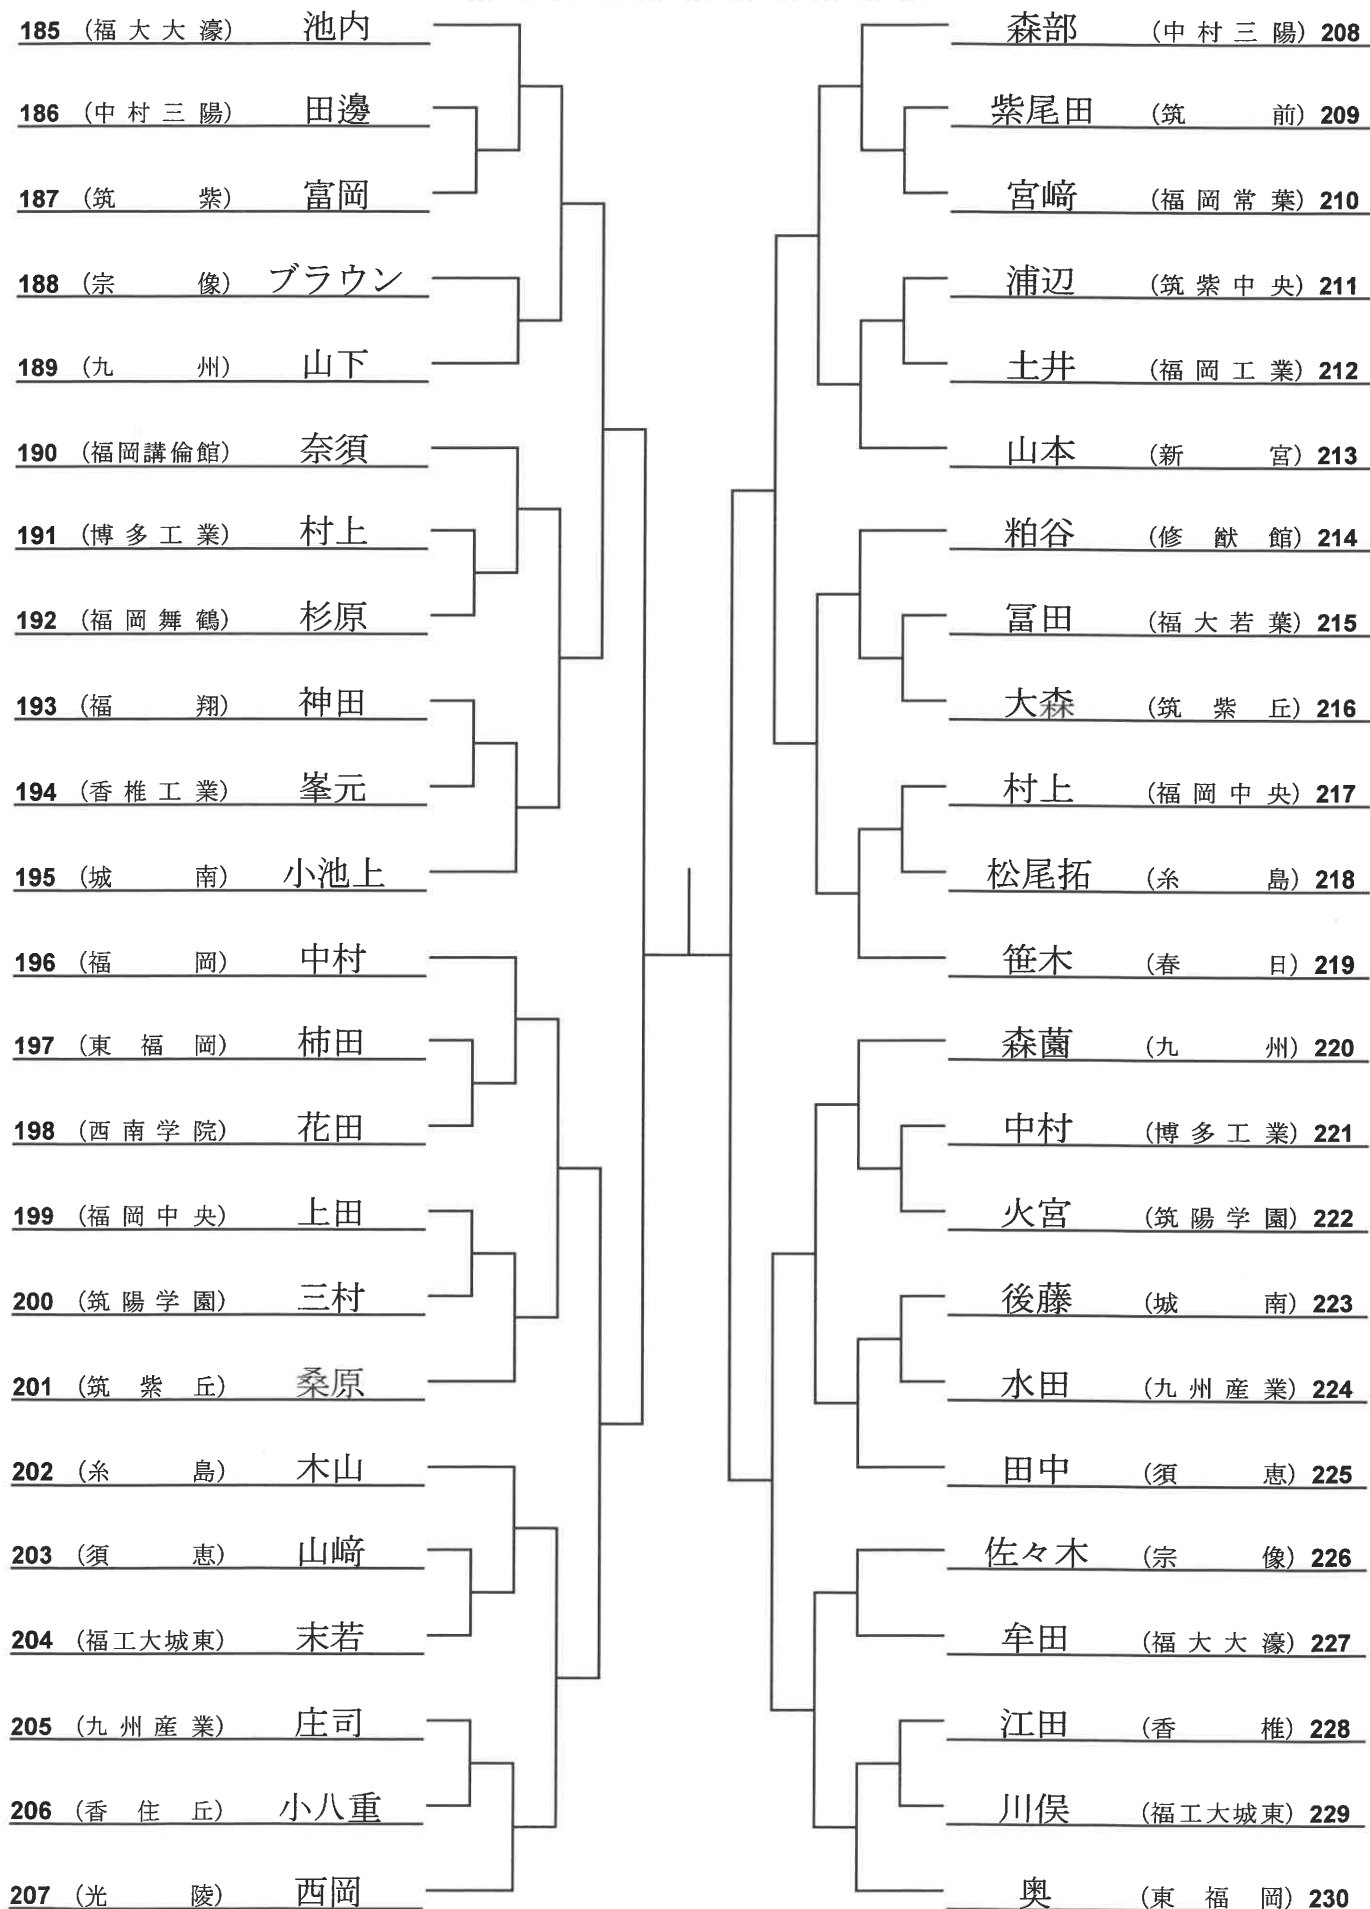 185 (福大大濠) 池内
186 (中村三陽) 田邊
187 (筑紫) 富岡
188 (宗像) ブラウン
189 (九州) 山下
190 (福岡講倫館) 奈須
191 (博多工業) 村上
192 (福岡舞鶴) 杉原
193 (福翔) 神田
194 (香椎工業) 峯元
195 (城南) 小池上
196 (福岡) 中村
197 (東福岡) 柿田
198 (西南学院) 花田
199 (福岡中央) 上田
200 (筑陽学園) 三村
201 (筑紫丘) 桑原
202 (糸島) 木山
203 (須恵) 山﨑
204 (福工大城東) 末若
205 (九州産業) 庄司
206 (香住丘) 小八重
207 (光陵) 西岡
森部 (中村三陽) 208
紫尾田 (筑前) 209
宮﨑 (福岡常葉) 210
浦辺 (筑紫中央) 211
土井 (福岡工業) 212
山本 (新宮) 213
粕谷 (修猷館) 214
冨田 (福大若葉) 215
大森 (筑紫丘) 216
村上 (福岡中央) 217
松尾拓 (糸島) 218
笹木 (春日) 219
森薗 (九州) 220
中村 (博多工業) 221
火宮 (筑陽学園) 222
後藤 (城南) 223
水田 (九州産業) 224
田中 (須恵) 225
佐々木 (宗像) 226
牟田 (福大大濠) 227
江田 (香椎) 228
川俣 (福工大城東) 229
奥 (東福岡) 230